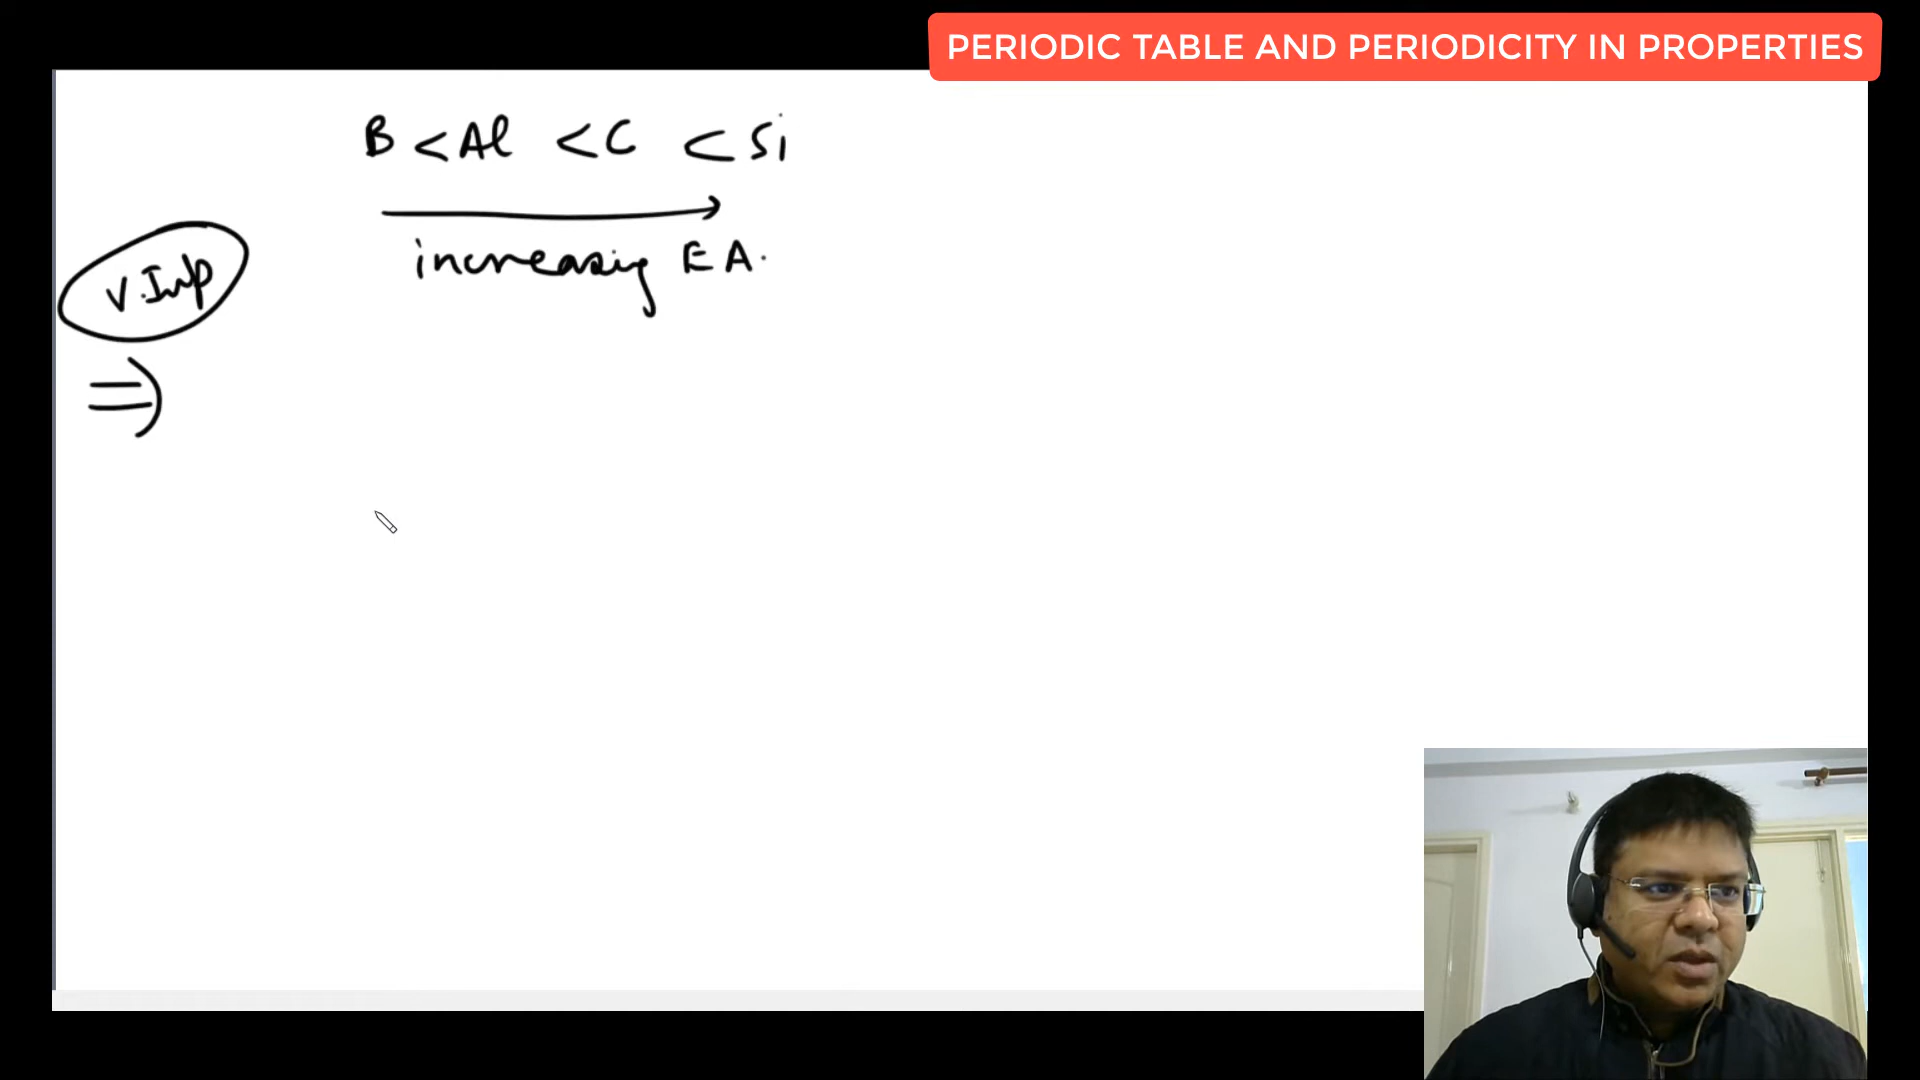 PERIODIC TABLE AND PERIODICITY IN PROPERTIES
B < Al < C < Si
increasing EA.
V.Imp
⇒